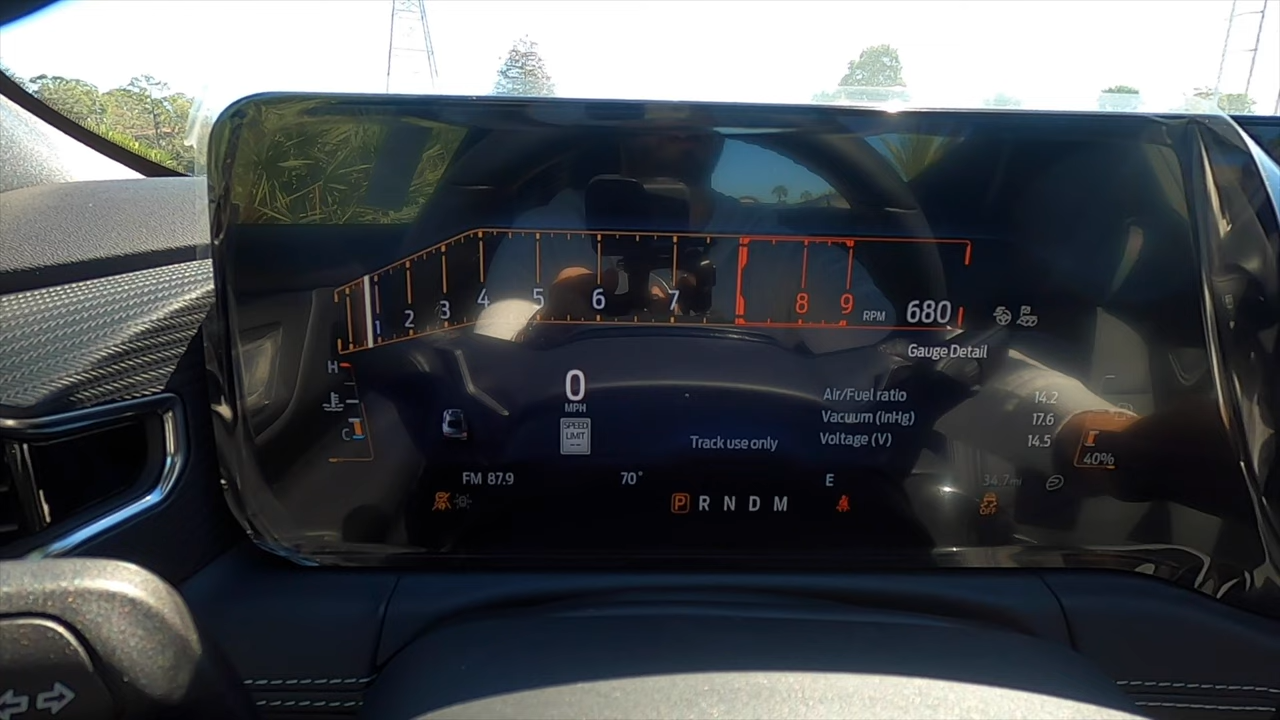 1 2 3 4 5 6 7 8 9 RPM 680
Gauge Detail
H
C
0
MPH
SPEED
LIMIT
--
Air/Fuel ratio 14.2
Vacuum (inHg) 17.6
Voltage (V) 14.5
Track use only
40%
FM 87.9 70° E 34.7mi
P R N D M
OFF